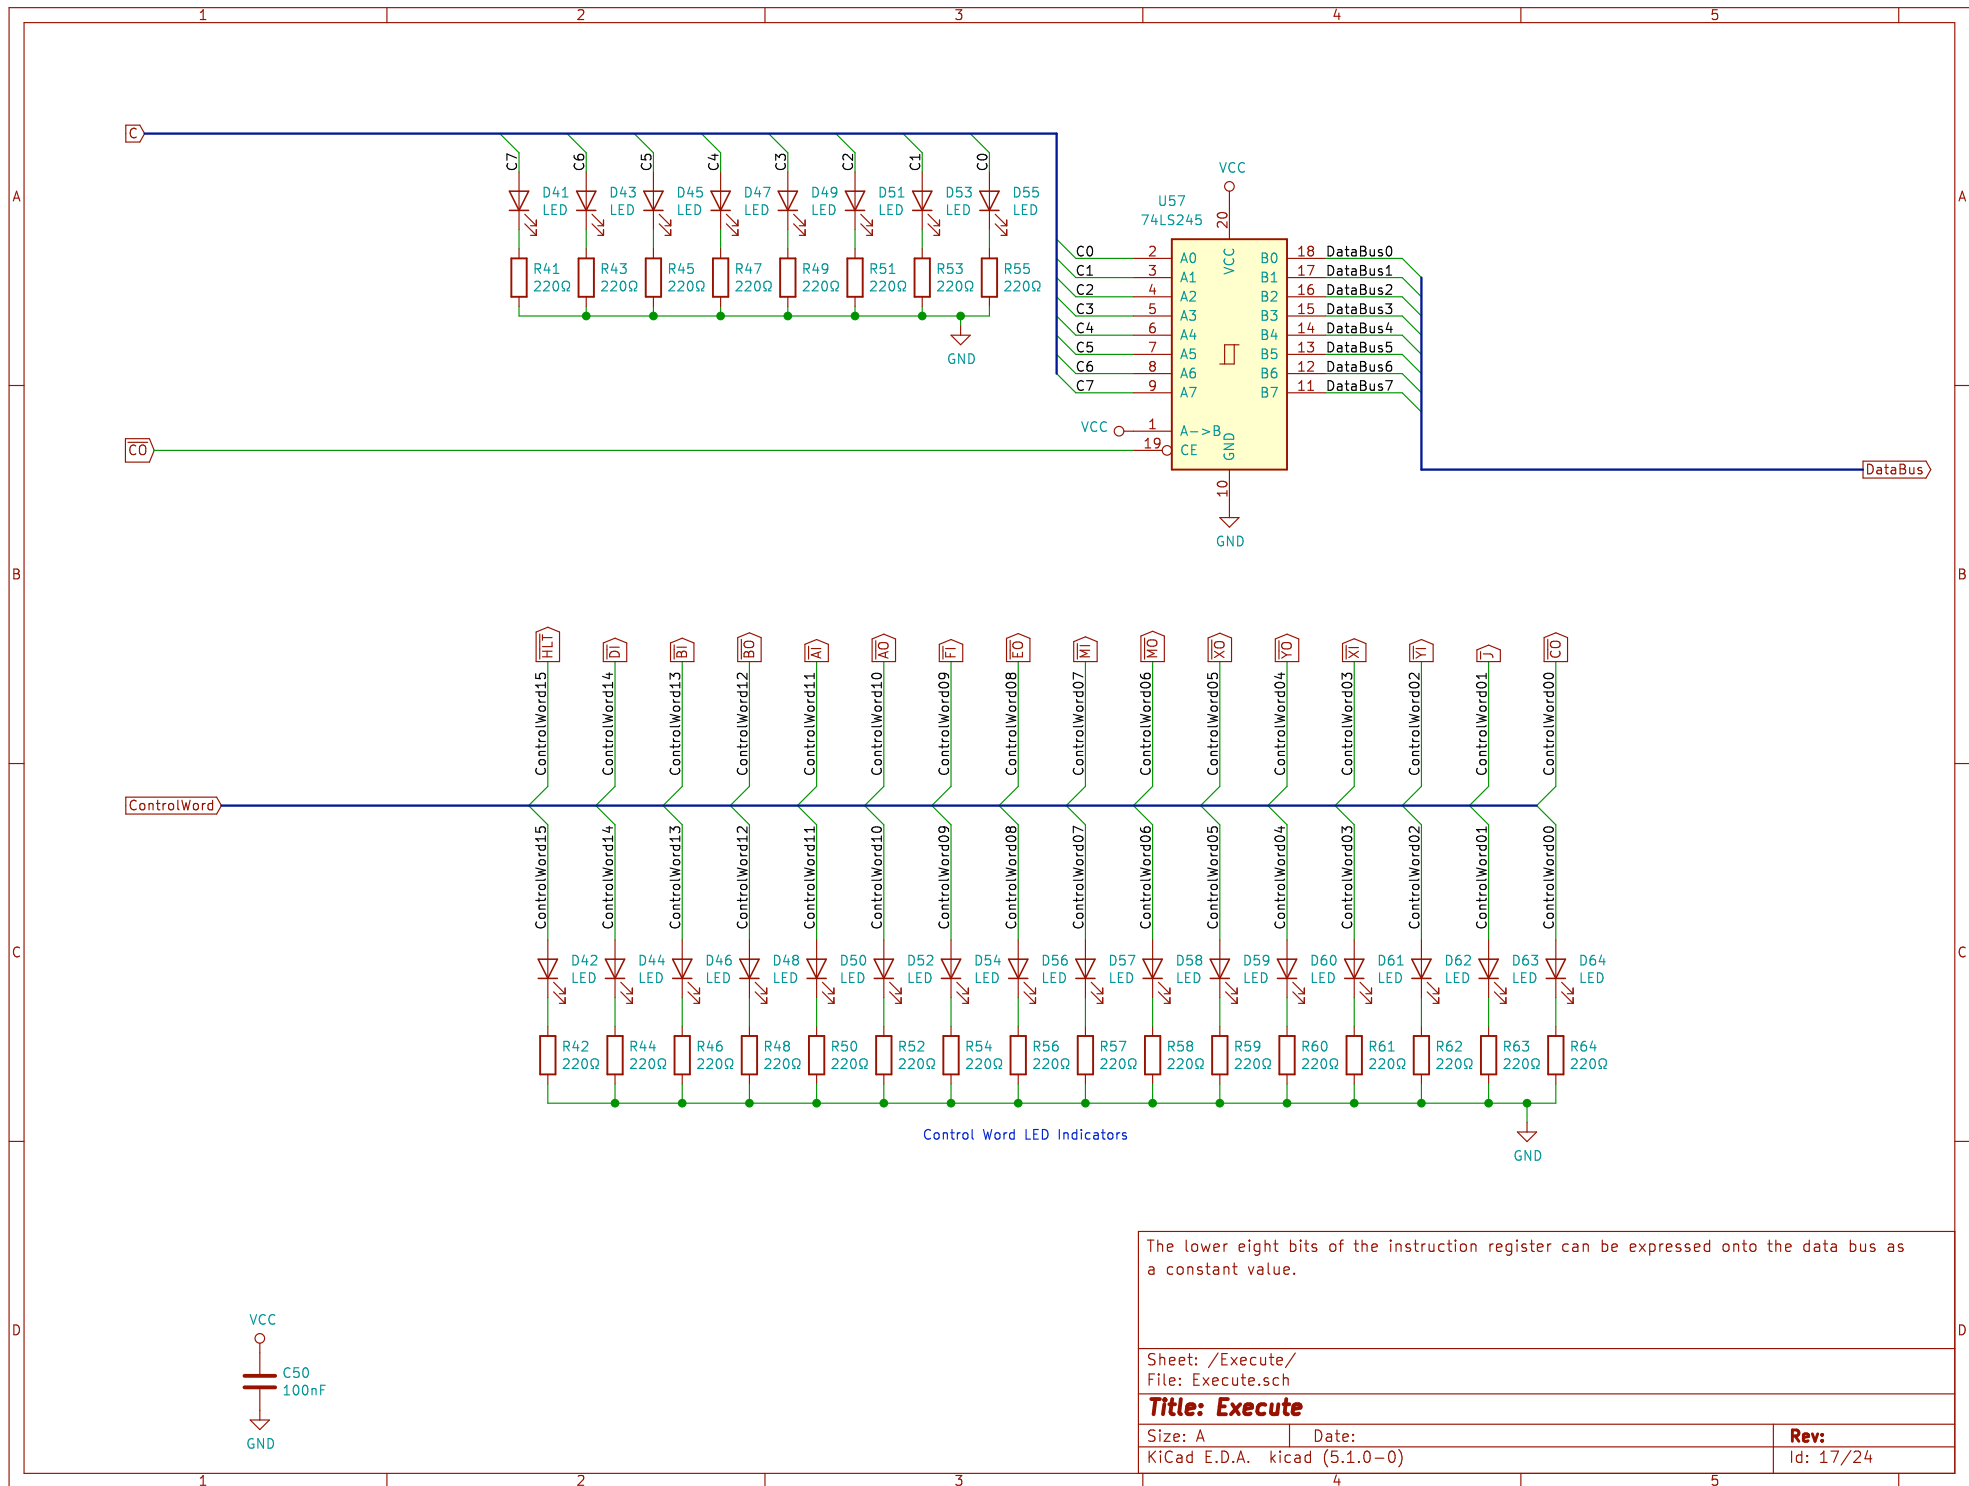 1 2 3 4 5
C
C7 C6 C5 C4 C3 C2 C1 C0
D41 D43 D45 D47 D49 D51 D53 D55
LED LED LED LED LED LED LED LED
R41 R43 R45 R47 R49 R51 R53 R55
220Ω 220Ω 220Ω 220Ω 220Ω 220Ω 220Ω 220Ω
GND
A A
VCC
U57
74LS245
20
VCC
C0 2 A0 B0 18 DataBus0
C1 3 A1 B1 17 DataBus1
C2 4 A2 B2 16 DataBus2
C3 5 A3 B3 15 DataBus3
C4 6 A4 B4 14 DataBus4
C5 7 A5 B5 13 DataBus5
C6 8 A6 B6 12 DataBus6
C7 9 A7 B7 11 DataBus7
VCC 1 A->B
CO 19 CE
GND
DataBus
10
GND
B B
HLT DI BI BO AI AO FI EO MI MO XO YO XI YI J CO
ControlWord15 ControlWord14 ControlWord13 ControlWord12 ControlWord11 ControlWord10 ControlWord09 ControlWord08 ControlWord07 ControlWord06 ControlWord05 ControlWord04 ControlWord03 ControlWord02 ControlWord01 ControlWord00
ControlWord
ControlWord15 ControlWord14 ControlWord13 ControlWord12 ControlWord11 ControlWord10 ControlWord09 ControlWord08 ControlWord07 ControlWord06 ControlWord05 ControlWord04 ControlWord03 ControlWord02 ControlWord01 ControlWord00
C C
D42 D44 D46 D48 D50 D52 D54 D56 D57 D58 D59 D60 D61 D62 D63 D64
LED LED LED LED LED LED LED LED LED LED LED LED LED LED LED LED
R42 R44 R46 R48 R50 R52 R54 R56 R57 R58 R59 R60 R61 R62 R63 R64
220Ω 220Ω 220Ω 220Ω 220Ω 220Ω 220Ω 220Ω 220Ω 220Ω 220Ω 220Ω 220Ω 220Ω 220Ω 220Ω
Control Word LED Indicators
GND
The lower eight bits of the instruction register can be expressed onto the data bus as
a constant value.
D D
VCC
C50
100nF
GND
Sheet: /Execute/
File: Execute.sch
Title: Execute
Size: A Date: Rev:
KiCad E.D.A. kicad (5.1.0-0) Id: 17/24
1 2 3 4 5